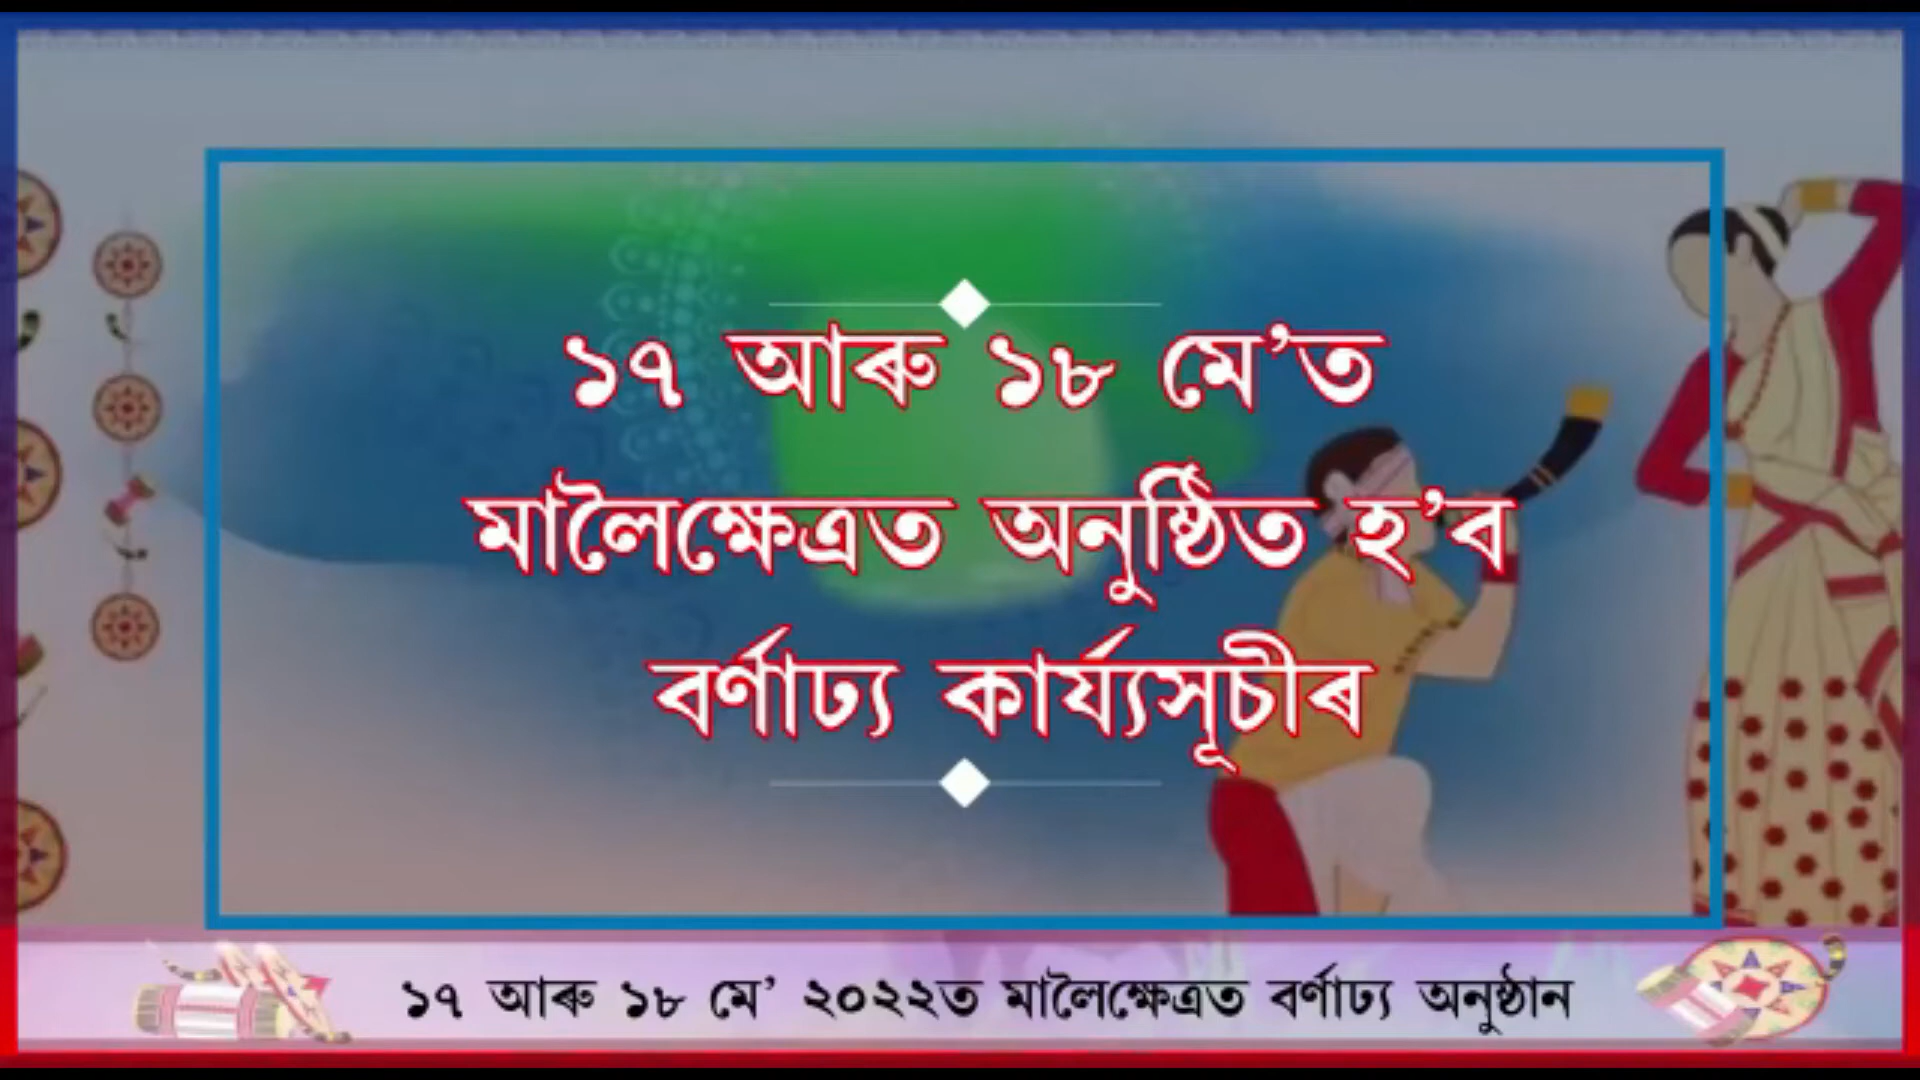 ১৭ আৰু ১৮ মে’ত
মালৈক্ষেত্ৰত অনুষ্ঠিত হ’ব
বৰ্ণাঢ্য কাৰ্য্যসূচীৰ
১৭ আৰু ১৮ মে’ ২০২২ত মালৈক্ষেত্ৰত বৰ্ণাঢ্য অনুষ্ঠান